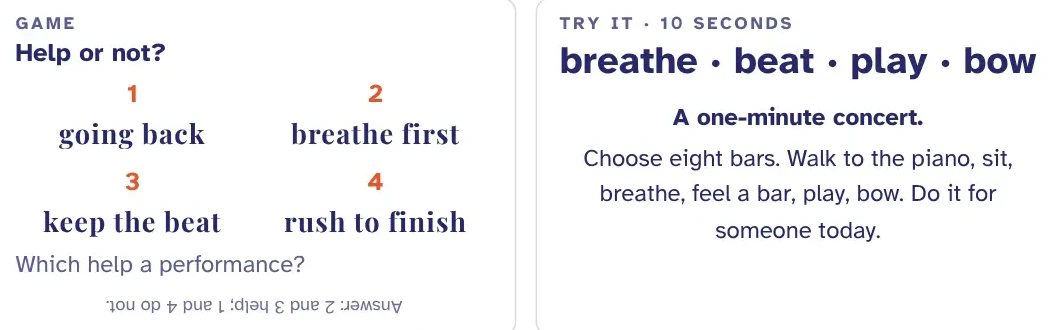 GAME
Help or not?
1
going back
2
breathe first
3
keep the beat
4
rush to finish
Which help a performance?
Answer: 2 and 3 help; 1 and 4 do not.
TRY IT · 10 SECONDS
breathe · beat · play · bow
A one-minute concert.
Choose eight bars. Walk to the piano, sit,
breathe, feel a bar, play, bow. Do it for
someone today.